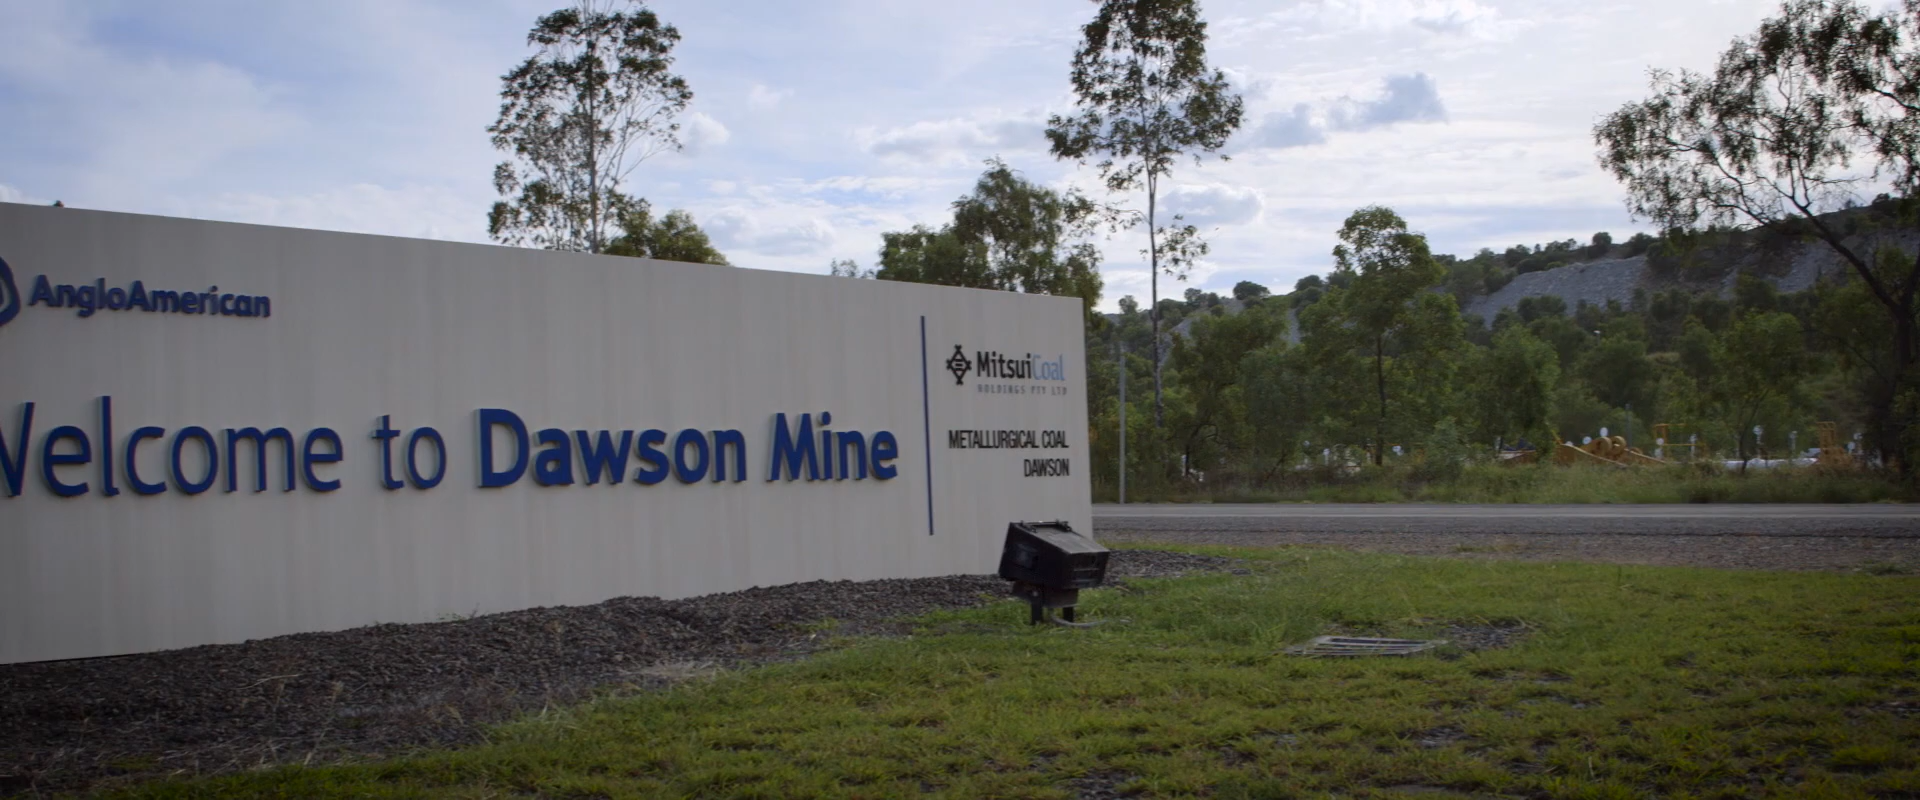 AngloAmerican
Welcome to Dawson Mine
MitsuiCoal
HOLDINGS PTY LTD
METALLURGICAL COAL
DAWSON